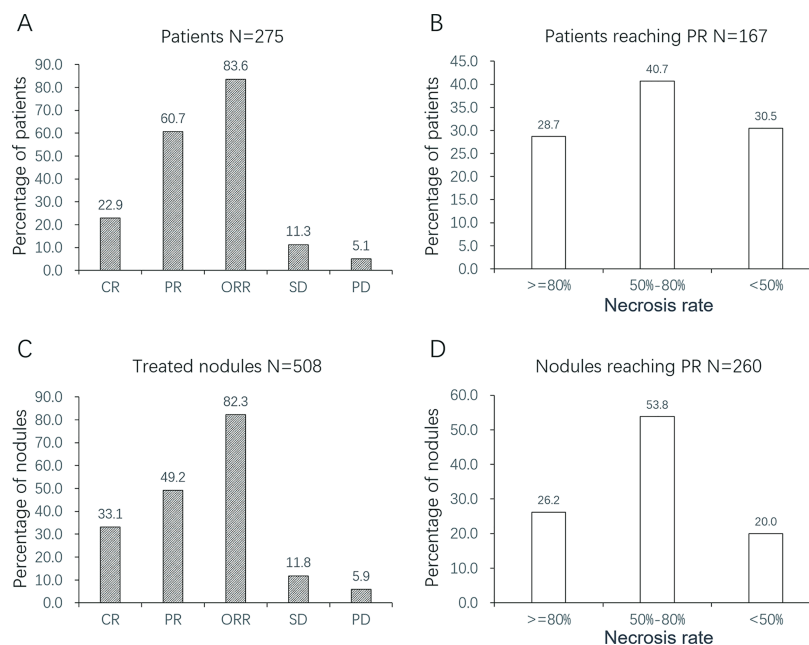 A
Patients N=275
Percentage of patients
90.0
80.0
70.0
60.0
50.0
40.0
30.0
20.0
10.0
0.0
22.9
60.7
83.6
11.3
5.1
CR PR ORR SD PD
B
Patients reaching PR N=167
Percentage of patients
45.0
40.0
35.0
30.0
25.0
20.0
15.0
10.0
5.0
0.0
28.7
40.7
30.5
>=80% 50%-80% <50%
Necrosis rate
C
Treated nodules N=508
Percentage of nodules
90.0
80.0
70.0
60.0
50.0
40.0
30.0
20.0
10.0
0.0
33.1
49.2
82.3
11.8
5.9
CR PR ORR SD PD
D
Nodules reaching PR N=260
Percentage of nodules
60.0
50.0
40.0
30.0
20.0
10.0
0.0
26.2
53.8
20.0
>=80% 50%-80% <50%
Necrosis rate